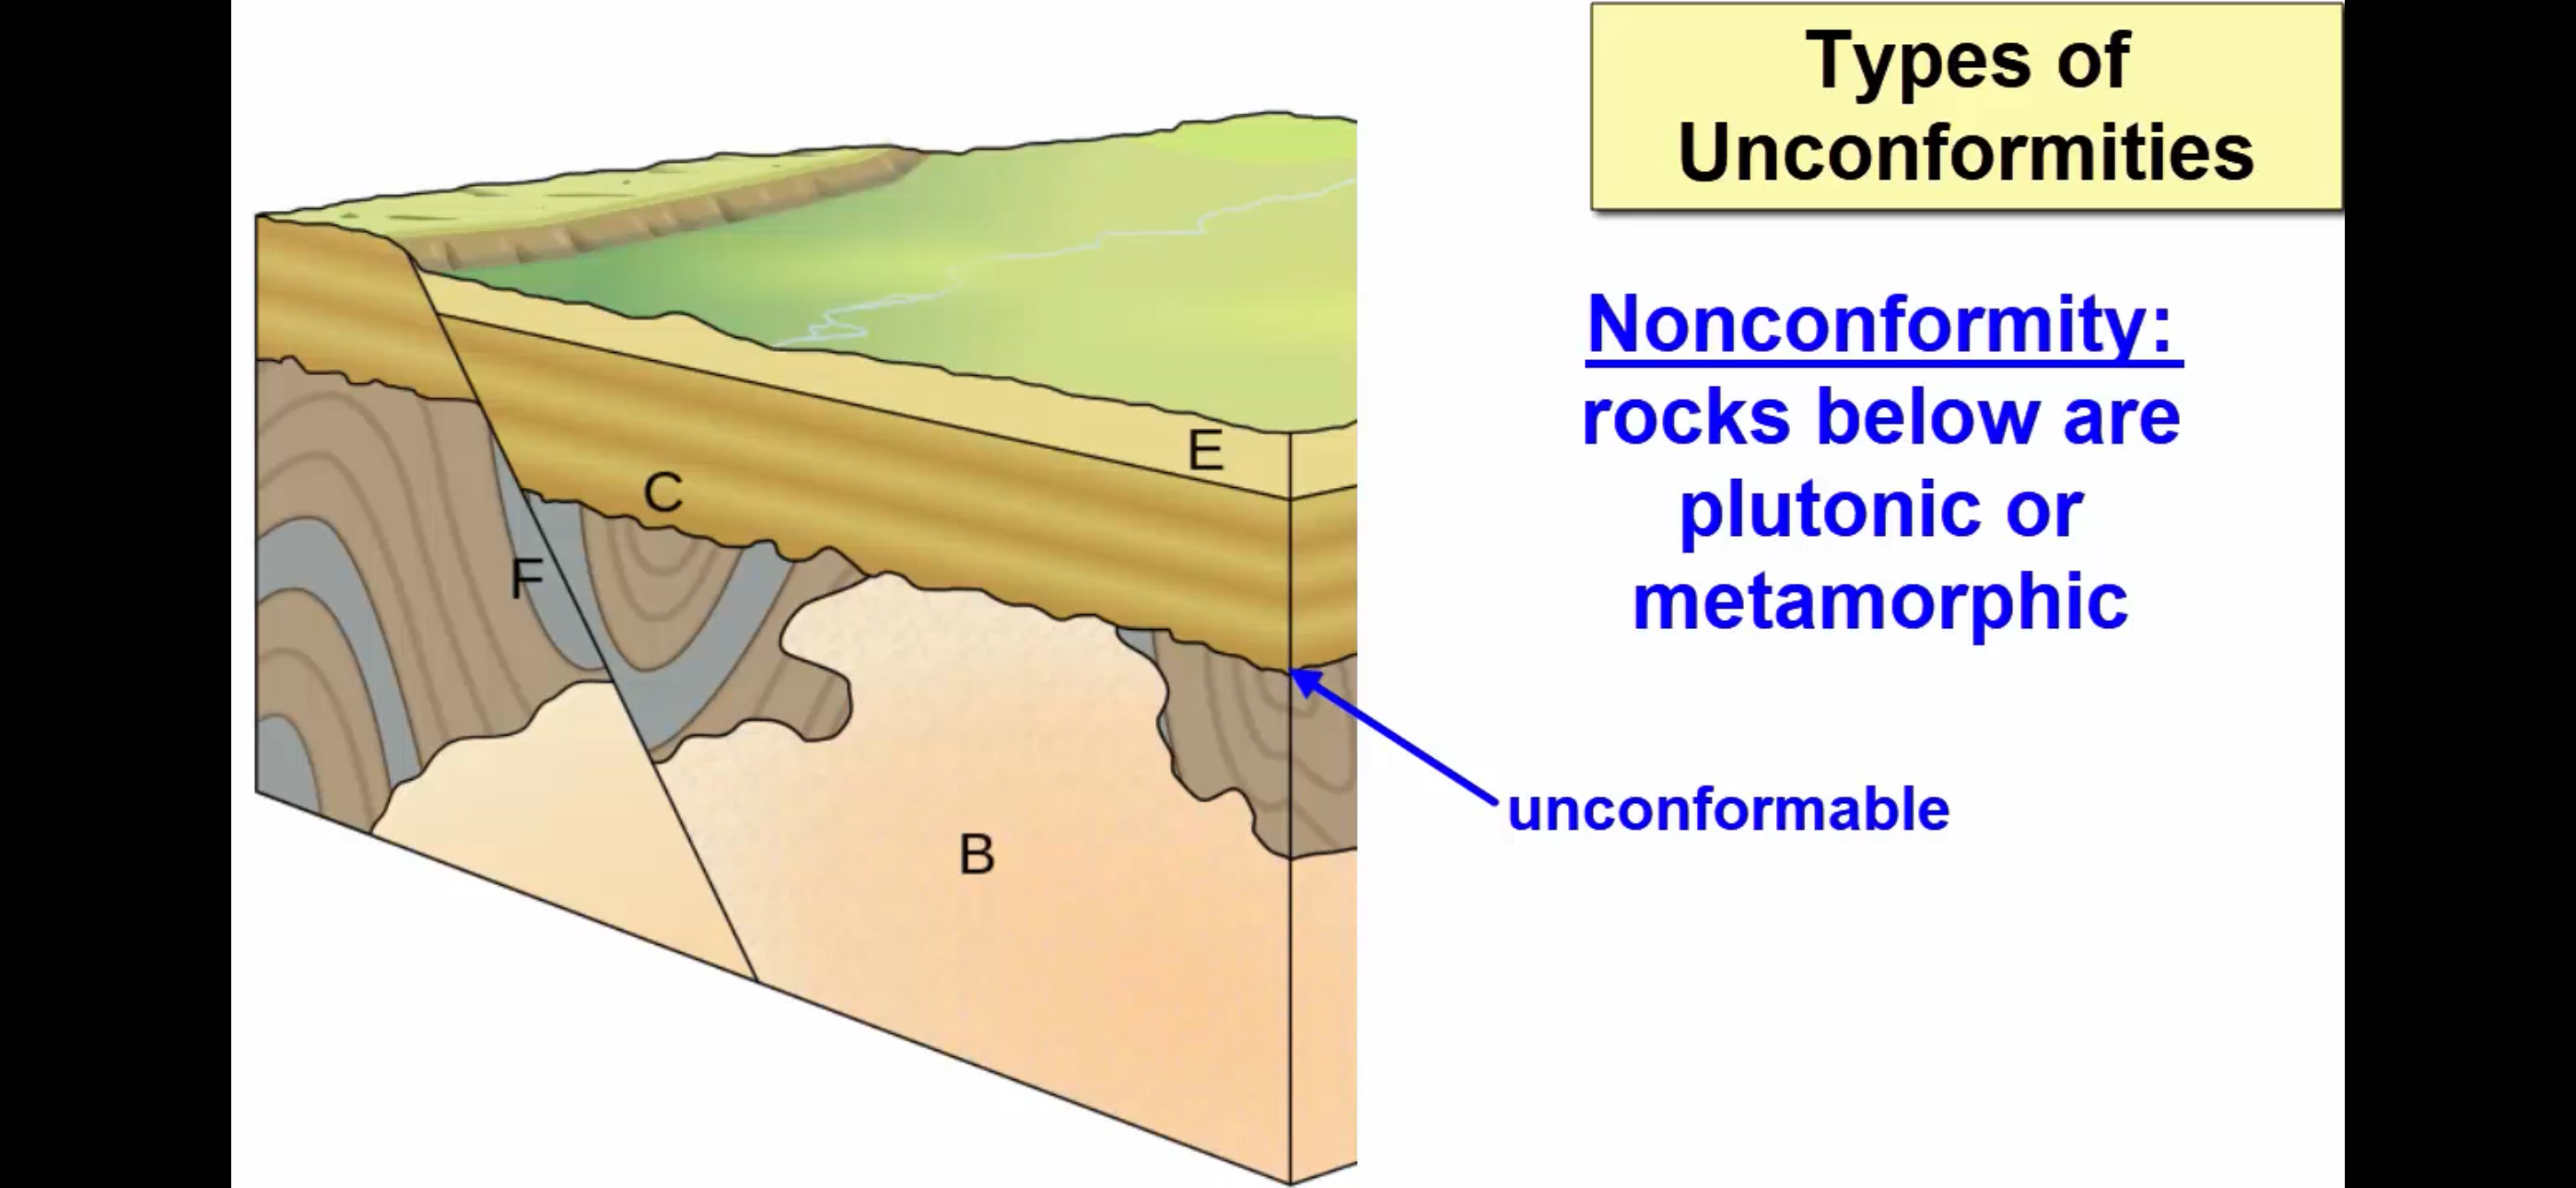 Types of
Unconformities
Nonconformity:
rocks below are
plutonic or
metamorphic
E
C
F
unconformable
B